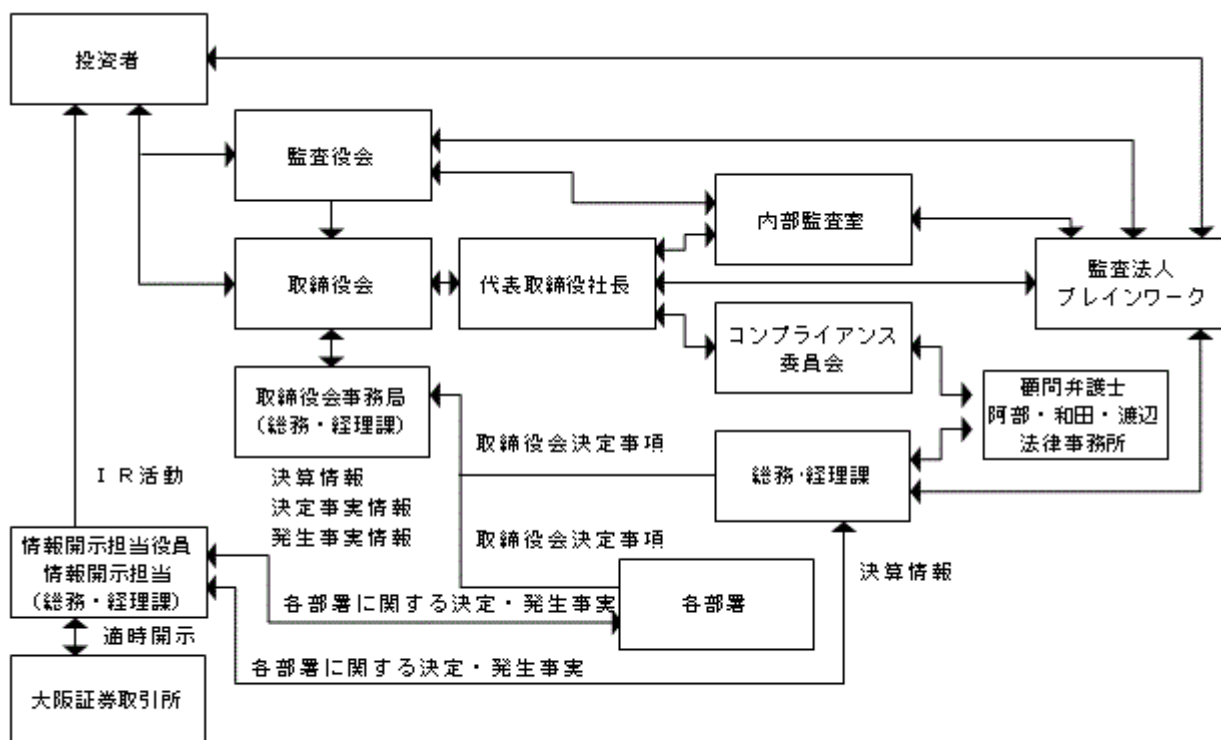 投資者
監査役会
内部監査室
取締役会
代表取締役社長
監査法人
ブレインワーク
コンプライアンス
委員会
取締役会事務局
(総務・経理課)
顧問弁護士
阿部・和田・渡辺
法律事務所
取締役会決定事項
総務・経理課
ＩＲ活動
決算情報
決定事実情報
発生事実情報
取締役会決定事項
情報開示担当役員
情報開示担当
(総務・経理課)
決算情報
各部署に関する決定・発生事実
各部署
適時開示
各部署に関する決定・発生事実
大阪証券取引所